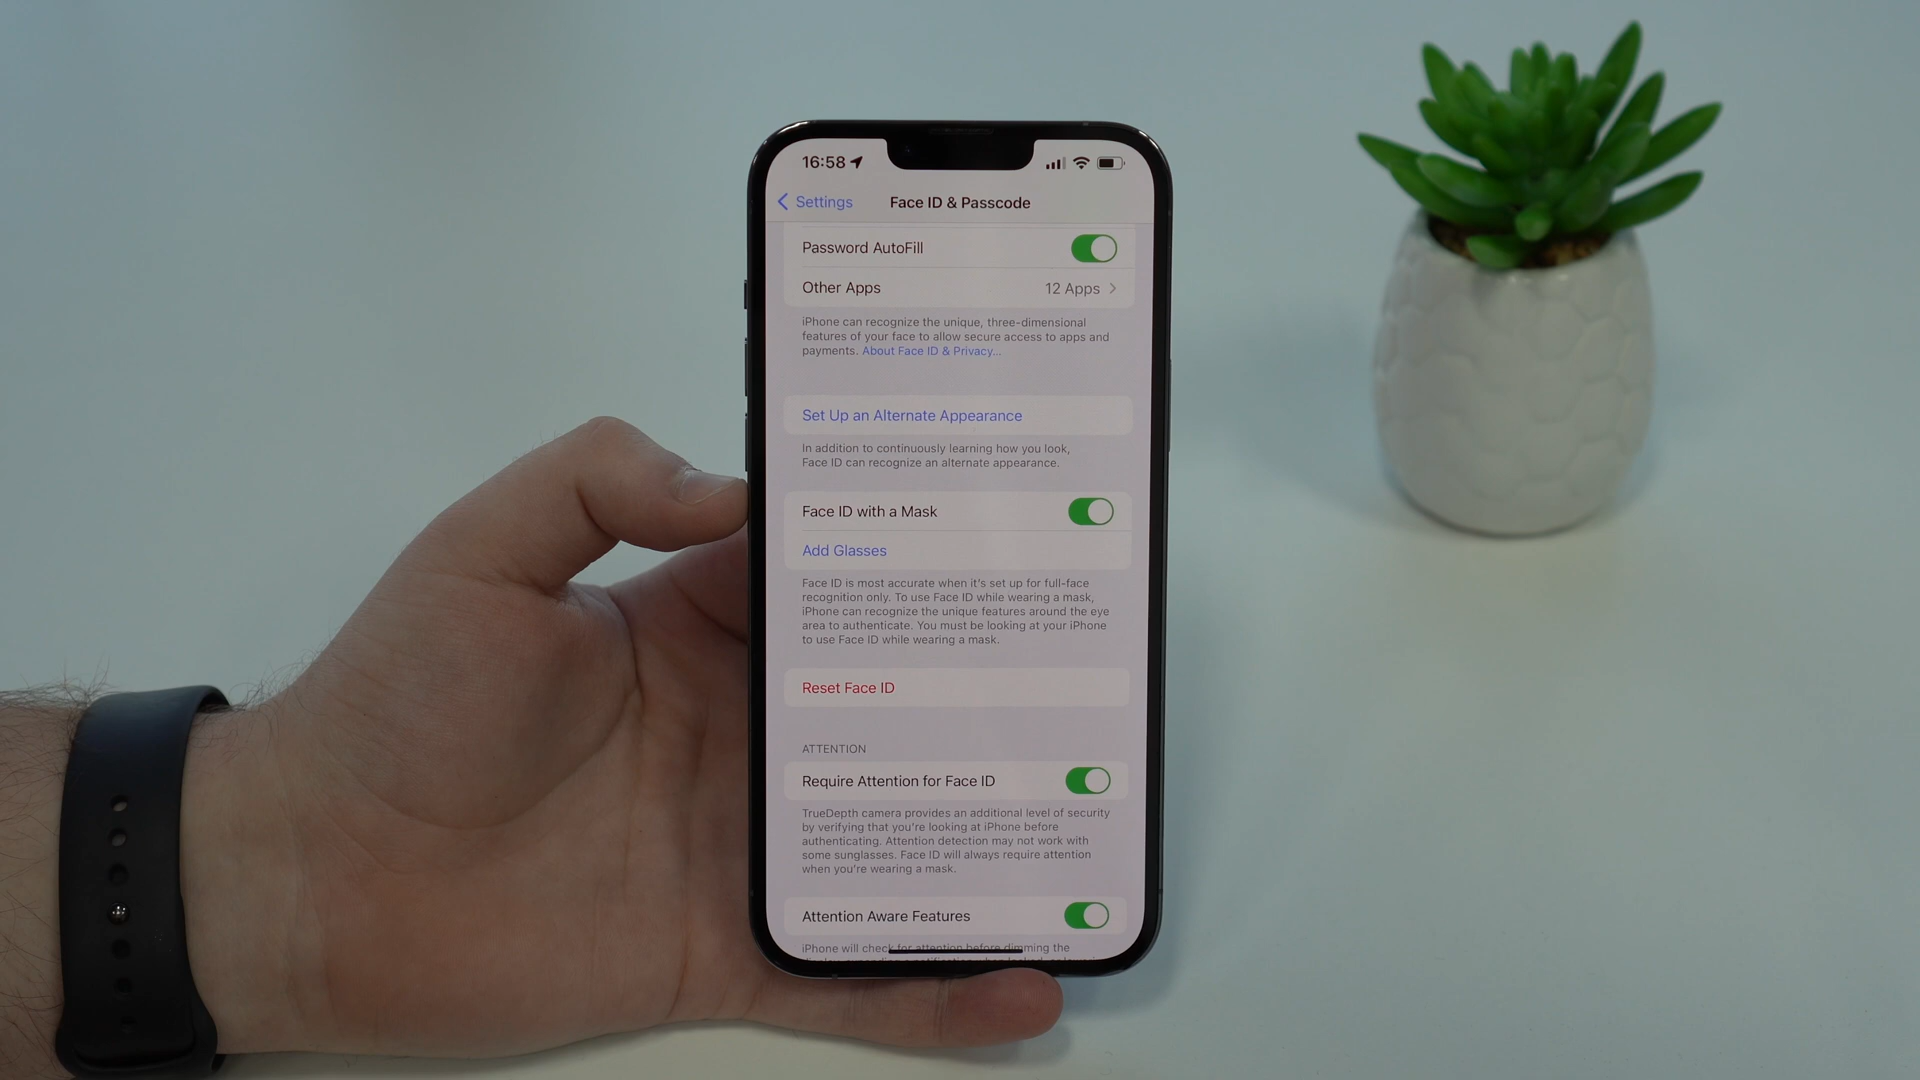 16:58
Settings
Face ID & Passcode
Password AutoFill
Other Apps 12 Apps
iPhone can recognize the unique, three-dimensional
features of your face to allow secure access to apps and
payments. About Face ID & Privacy...
Set Up an Alternate Appearance
In addition to continuously learning how you look,
Face ID can recognize an alternate appearance.
Face ID with a Mask
Add Glasses
Face ID is most accurate when it's set up for full-face
recognition only. To use Face ID while wearing a mask,
iPhone can recognize the unique features around the eye
area to authenticate. You must be looking at your iPhone
to use Face ID while wearing a mask.
Reset Face ID
ATTENTION
Require Attention for Face ID
TrueDepth camera provides an additional level of security
by verifying that you're looking at iPhone before
authenticating. Attention detection may not work with
some sunglasses. Face ID will always require attention
when you're wearing a mask.
Attention Aware Features
iPhone will check for attention before dimming the